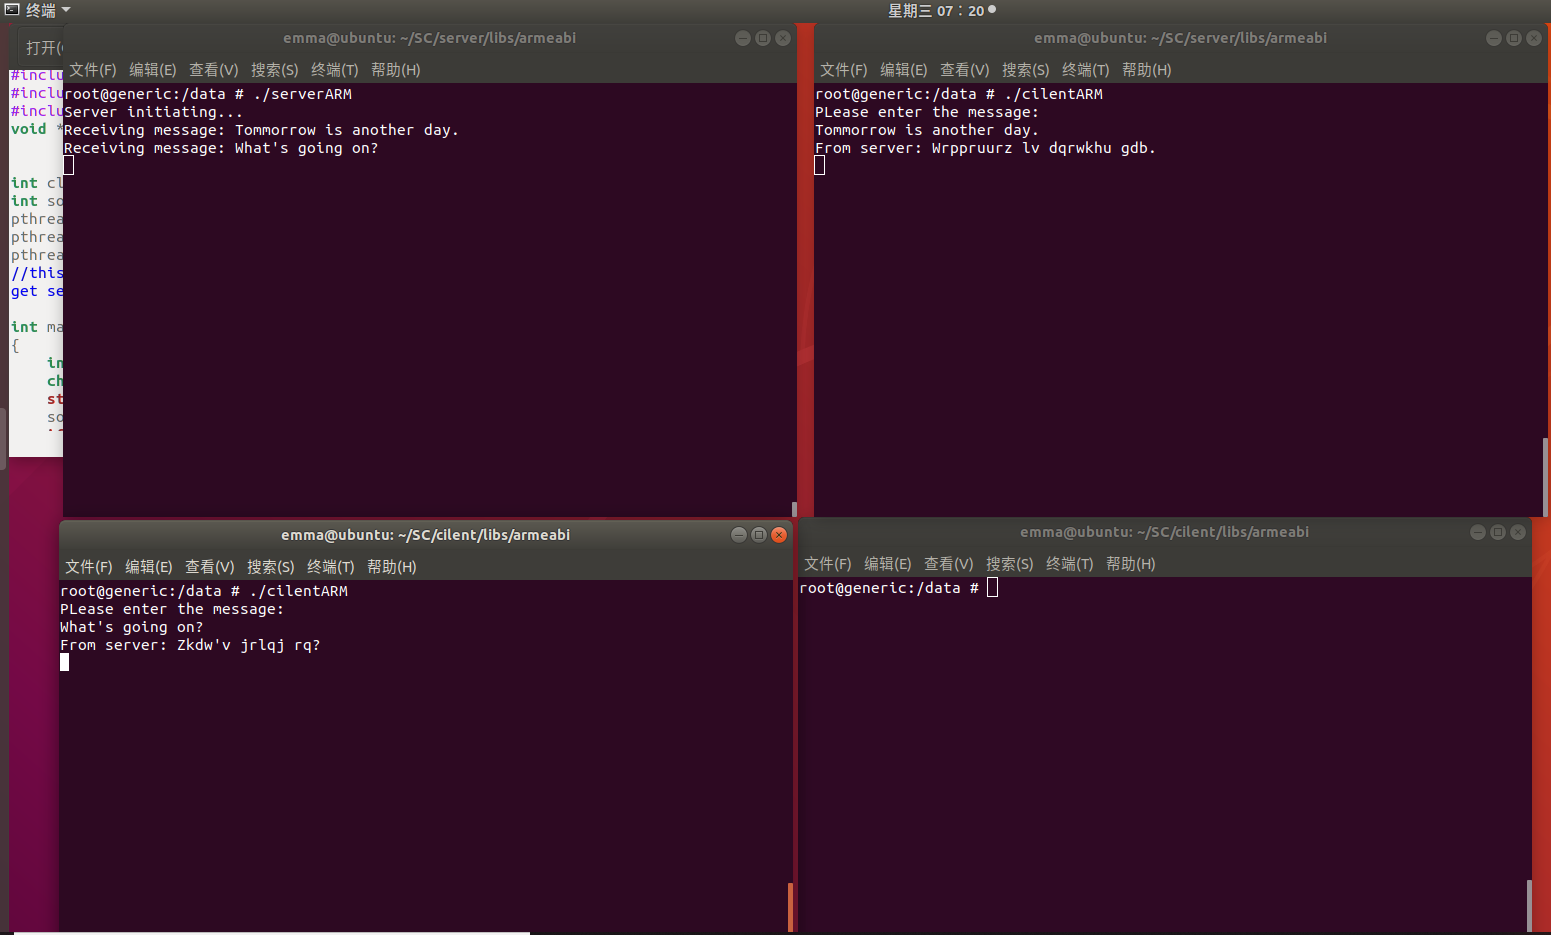 终端
星期三 07：20
打开(
#inclu
#inclu
#inclu
void *
int cl
int so
pthrea
pthrea
pthrea
//this
get se
int ma
{
in
ch
st
so
emma@ubuntu: ~/SC/server/libs/armeabi
文件(F) 编辑(E) 查看(V) 搜索(S) 终端(T) 帮助(H)
root@generic:/data # ./serverARM
Server initiating...
Receiving message: Tommorrow is another day.
Receiving message: What's going on?
emma@ubuntu: ~/SC/server/libs/armeabi
文件(F) 编辑(E) 查看(V) 搜索(S) 终端(T) 帮助(H)
root@generic:/data # ./cilentARM
PLease enter the message:
Tommorrow is another day.
From server: Wrppruurz lv dqrwkhu gdb.
emma@ubuntu: ~/SC/cilent/libs/armeabi
文件(F) 编辑(E) 查看(V) 搜索(S) 终端(T) 帮助(H)
root@generic:/data # ./cilentARM
PLease enter the message:
What's going on?
From server: Zkdw'v jrlqj rq?
emma@ubuntu: ~/SC/cilent/libs/armeabi
文件(F) 编辑(E) 查看(V) 搜索(S) 终端(T) 帮助(H)
root@generic:/data #